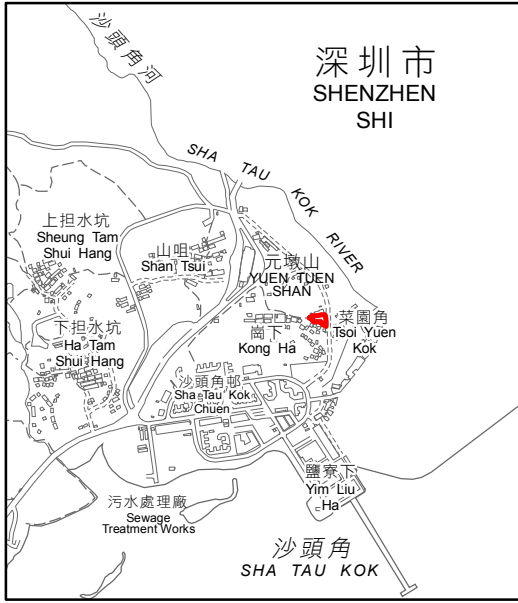 沙頭角河
深圳市
SHENZHEN
SHI
SHA TAU KOK RIVER
上担水坑
Sheung Tam
Shui Hang
山咀
Shan Tsui
元墩山
YUEN TUEN
SHAN
下担水坑
Ha Tam
Shui Hang
崗下
Kong Ha
菜園角
Tsoi Yuen
Kok
沙頭角邨
Sha Tau Kok
Chuen
鹽寮下
Yim Liu
Ha
污水處理廠
Sewage
Treatment Works
沙頭角
SHA TAU KOK